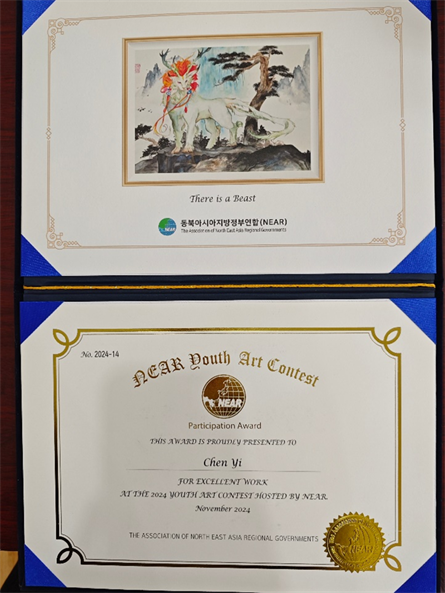 There is a Beast
NEAR 동북아시아지방정부연합(NEAR)
The Association of North East Asia Regional Governments
No. 2024-14
NEAR Youth Art Contest
NEAR
Participation Award
THIS AWARD IS PROUDLY PRESENTED TO
Chen Yi
FOR EXCELLENT WORK
AT THE 2024 YOUTH ART CONTEST HOSTED BY NEAR.
November 2024
THE ASSOCIATION OF NORTH EAST ASIA REGIONAL GOVERNMENTS
NEAR